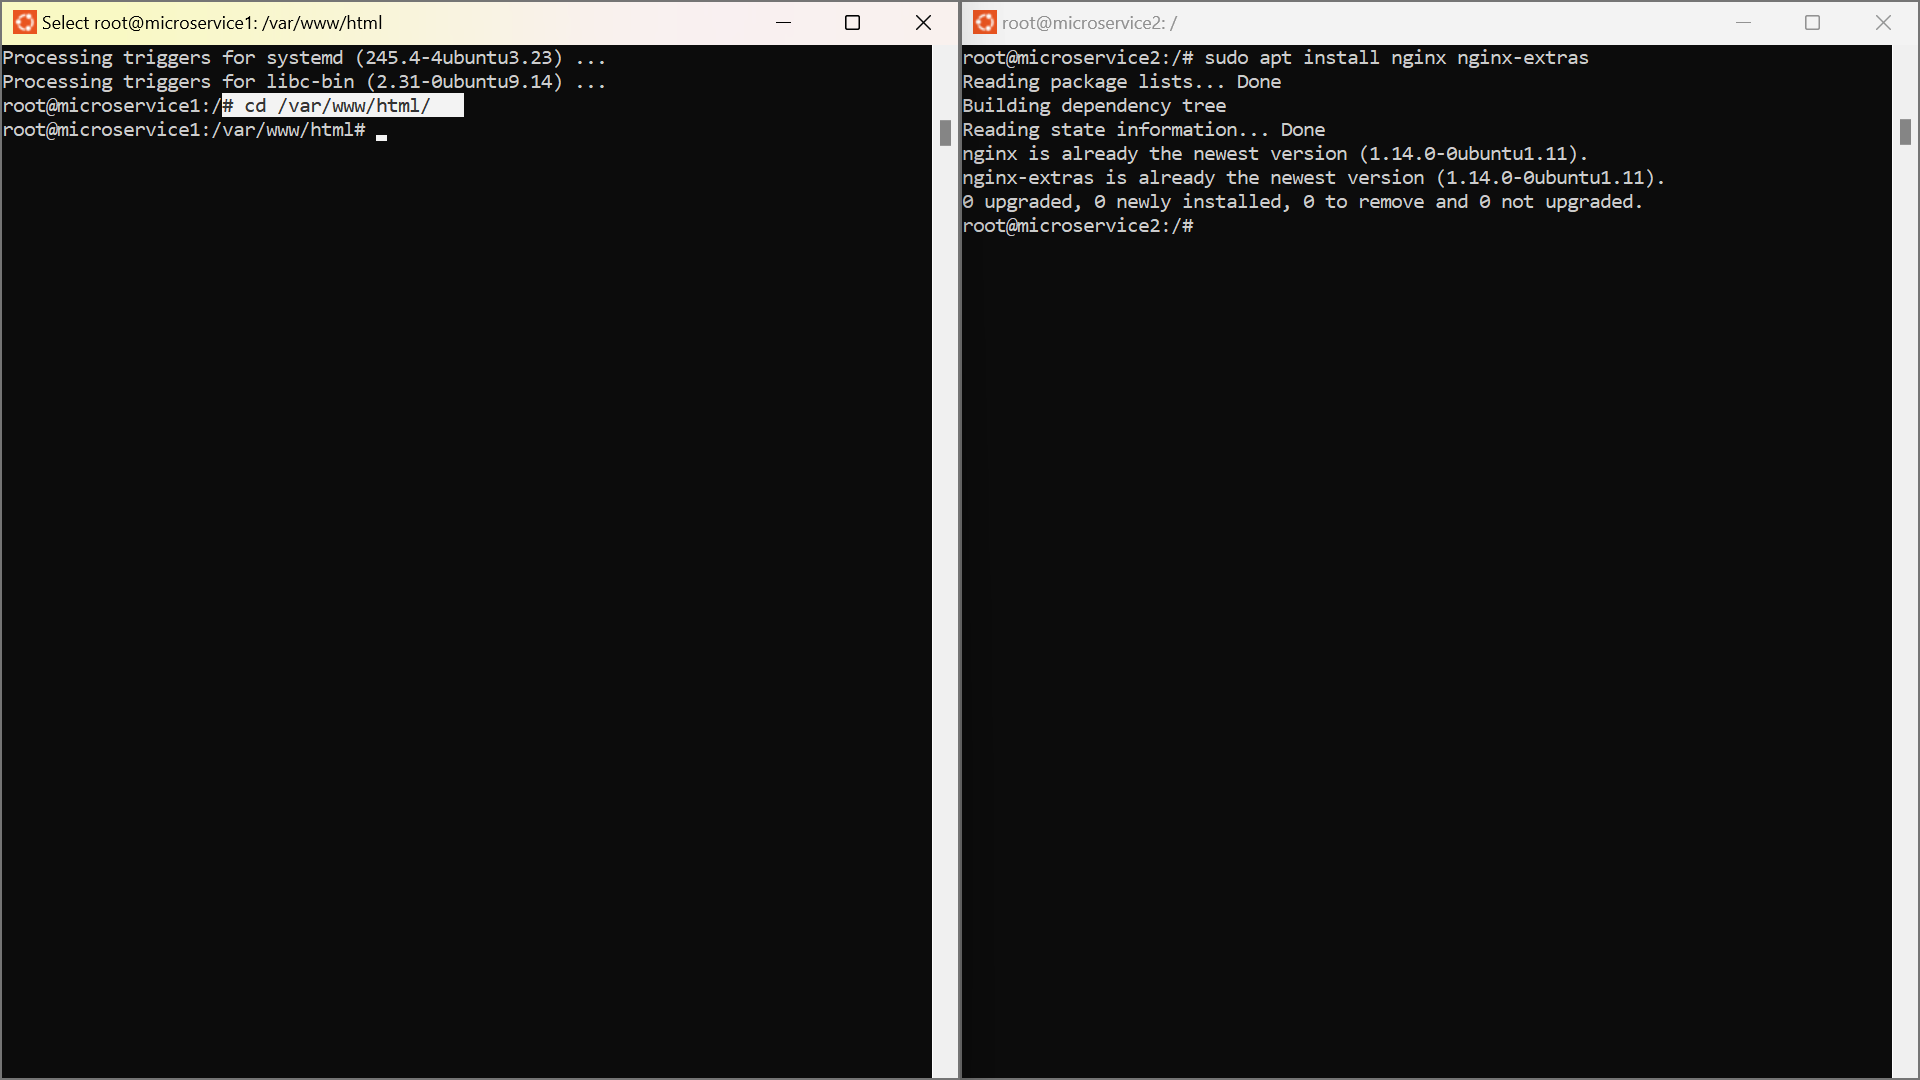 Select root@microservice1: /var/www/html
Processing triggers for systemd (245.4-4ubuntu3.23) ...
Processing triggers for libc-bin (2.31-0ubuntu9.14) ...
root@microservice1:/# cd /var/www/html/
root@microservice1:/var/www/html#
root@microservice2: /
root@microservice2:/# sudo apt install nginx nginx-extras
Reading package lists... Done
Building dependency tree
Reading state information... Done
nginx is already the newest version (1.14.0-0ubuntu1.11).
nginx-extras is already the newest version (1.14.0-0ubuntu1.11).
0 upgraded, 0 newly installed, 0 to remove and 0 not upgraded.
root@microservice2:/#